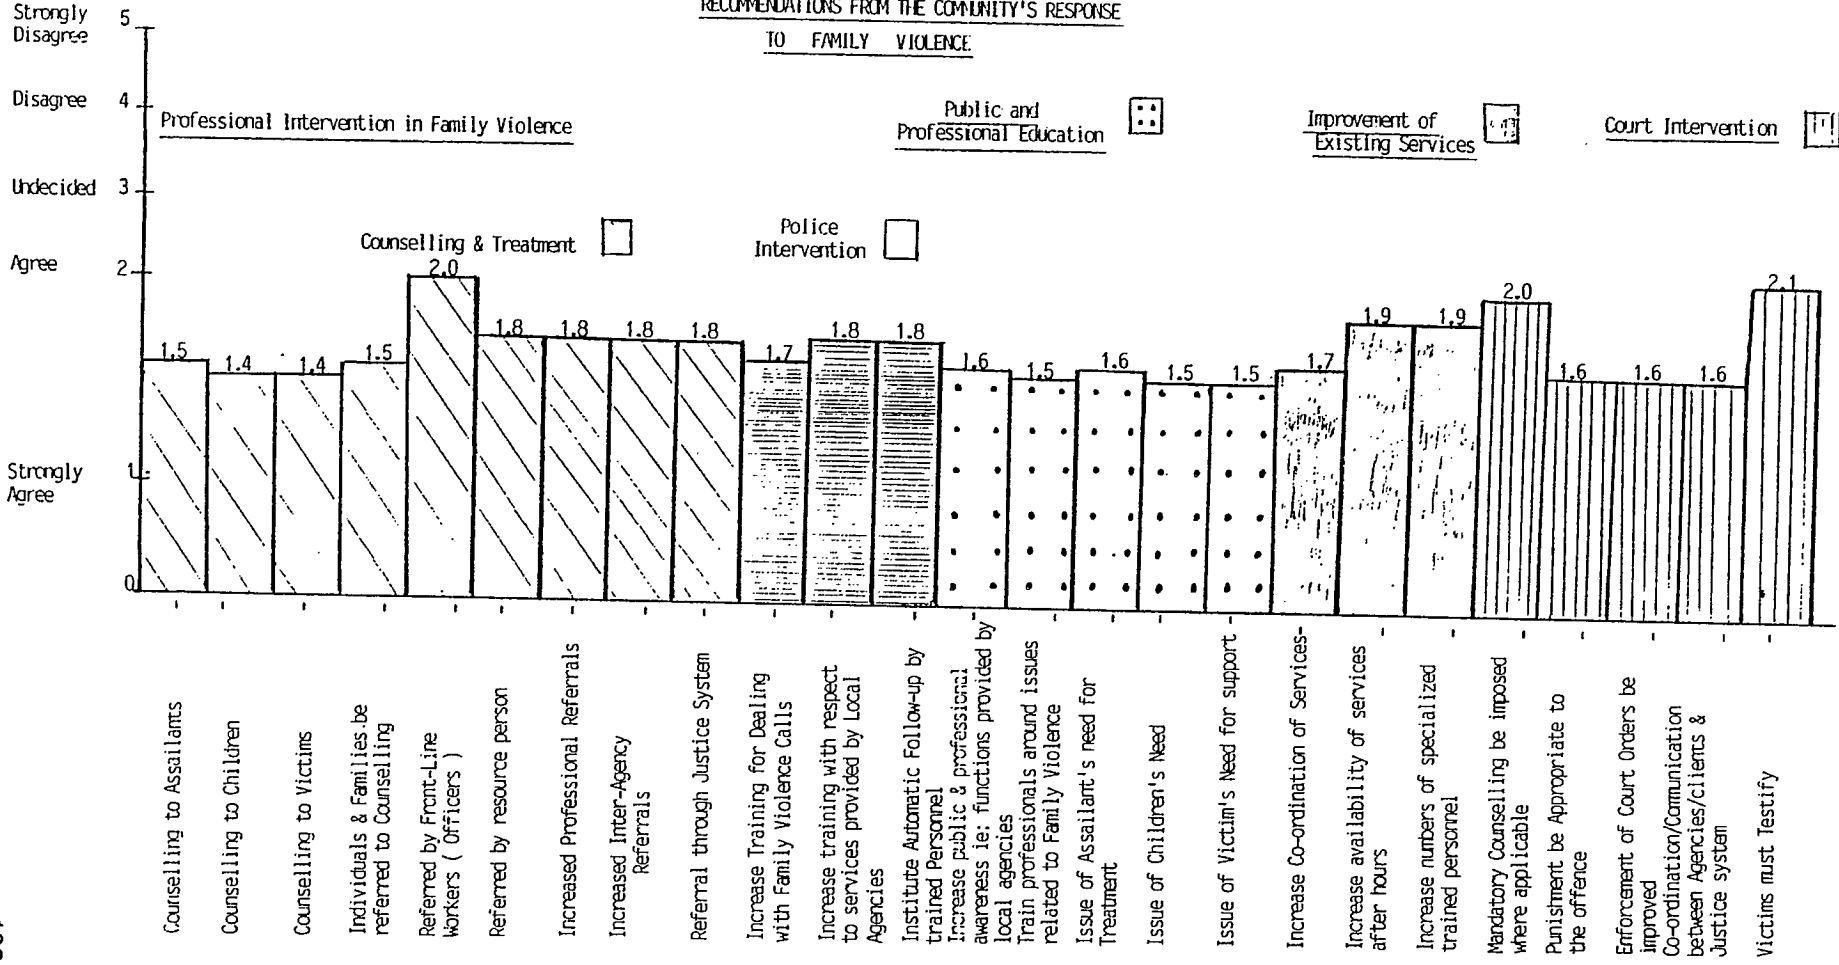 RECOMMENDATIONS FROM THE COMMUNITY'S RESPONSE
TO FAMILY VIOLENCE
Strongly
Disagree 5
Disagree 4
Undecided 3
Agree 2
Strongly
Agree 1
0
Professional Intervention in Family Violence
Public and
Professional Education
Improvement of
Existing Services
Court Intervention
Counselling & Treatment
Police
Intervention
1.5
1.4
1.4
1.5
2.0
1.8
1.8
1.8
1.8
1.7
1.8
1.8
1.6
1.5
1.6
1.5
1.5
1.7
1.9
1.9
2.0
1.6
1.6
1.6
2.1
Counselling to Assailants
Counselling to Children
Counselling to Victims
Individuals & Families be
referred to Counselling
Referred by Front-Line
Workers ( Officers )
Referred by resource person
Increased Professional Referrals
Increased Inter-Agency
Referrals
Referral through Justice System
Increase Training for Dealing
with Family Violence Calls
Increase training with respect
to services provided by Local
Agencies
Institute Automatic Follow-up by
trained Personnel
Increase public & professional
awareness ie: functions provided by
local agencies
Train professionals around issues
related to Family Violence
Issue of Assailant's need for
Treatment
Issue of Children's Need
Issue of Victim's Need for support
Increase Co-ordination of Services-
Increase availability of services
after hours
Increase numbers of specialized
trained personnel
Mandatory Counselling be imposed
where applicable
Punishment be Appropriate to
the offence
Enforcement of Court Orders be
improved
Co-ordination/Communication
between Agencies/clients &
Justice system
Victims must Testify